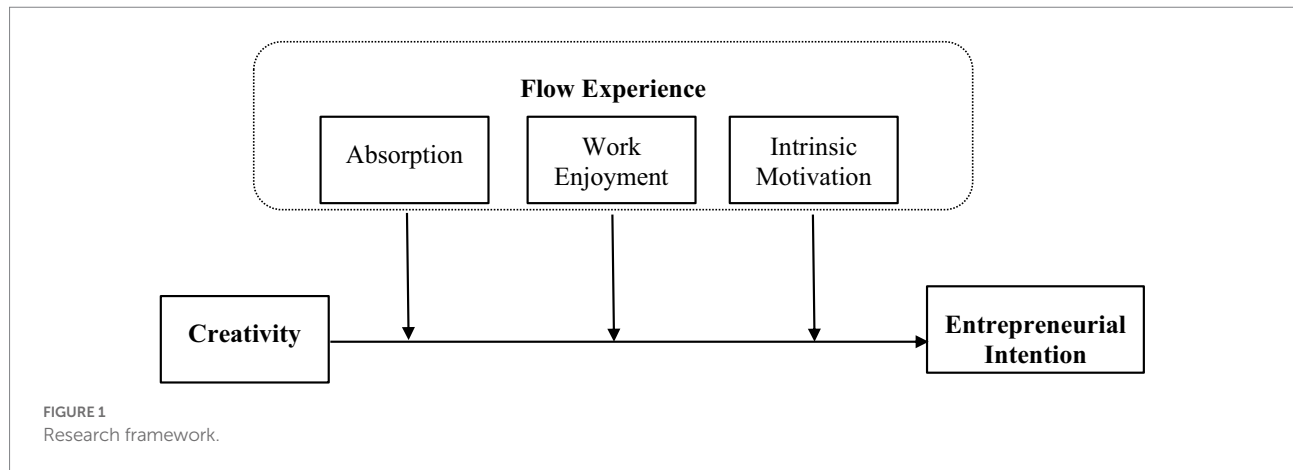 Flow Experience
Absorption
Work
Enjoyment
Intrinsic
Motivation
Creativity
Entrepreneurial
Intention
FIGURE 1
Research framework.